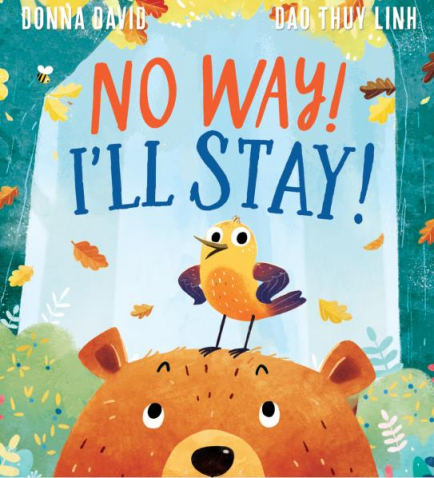 DONNA DAVID DAO THUY LINH
NO WAY!
I'LL STAY!